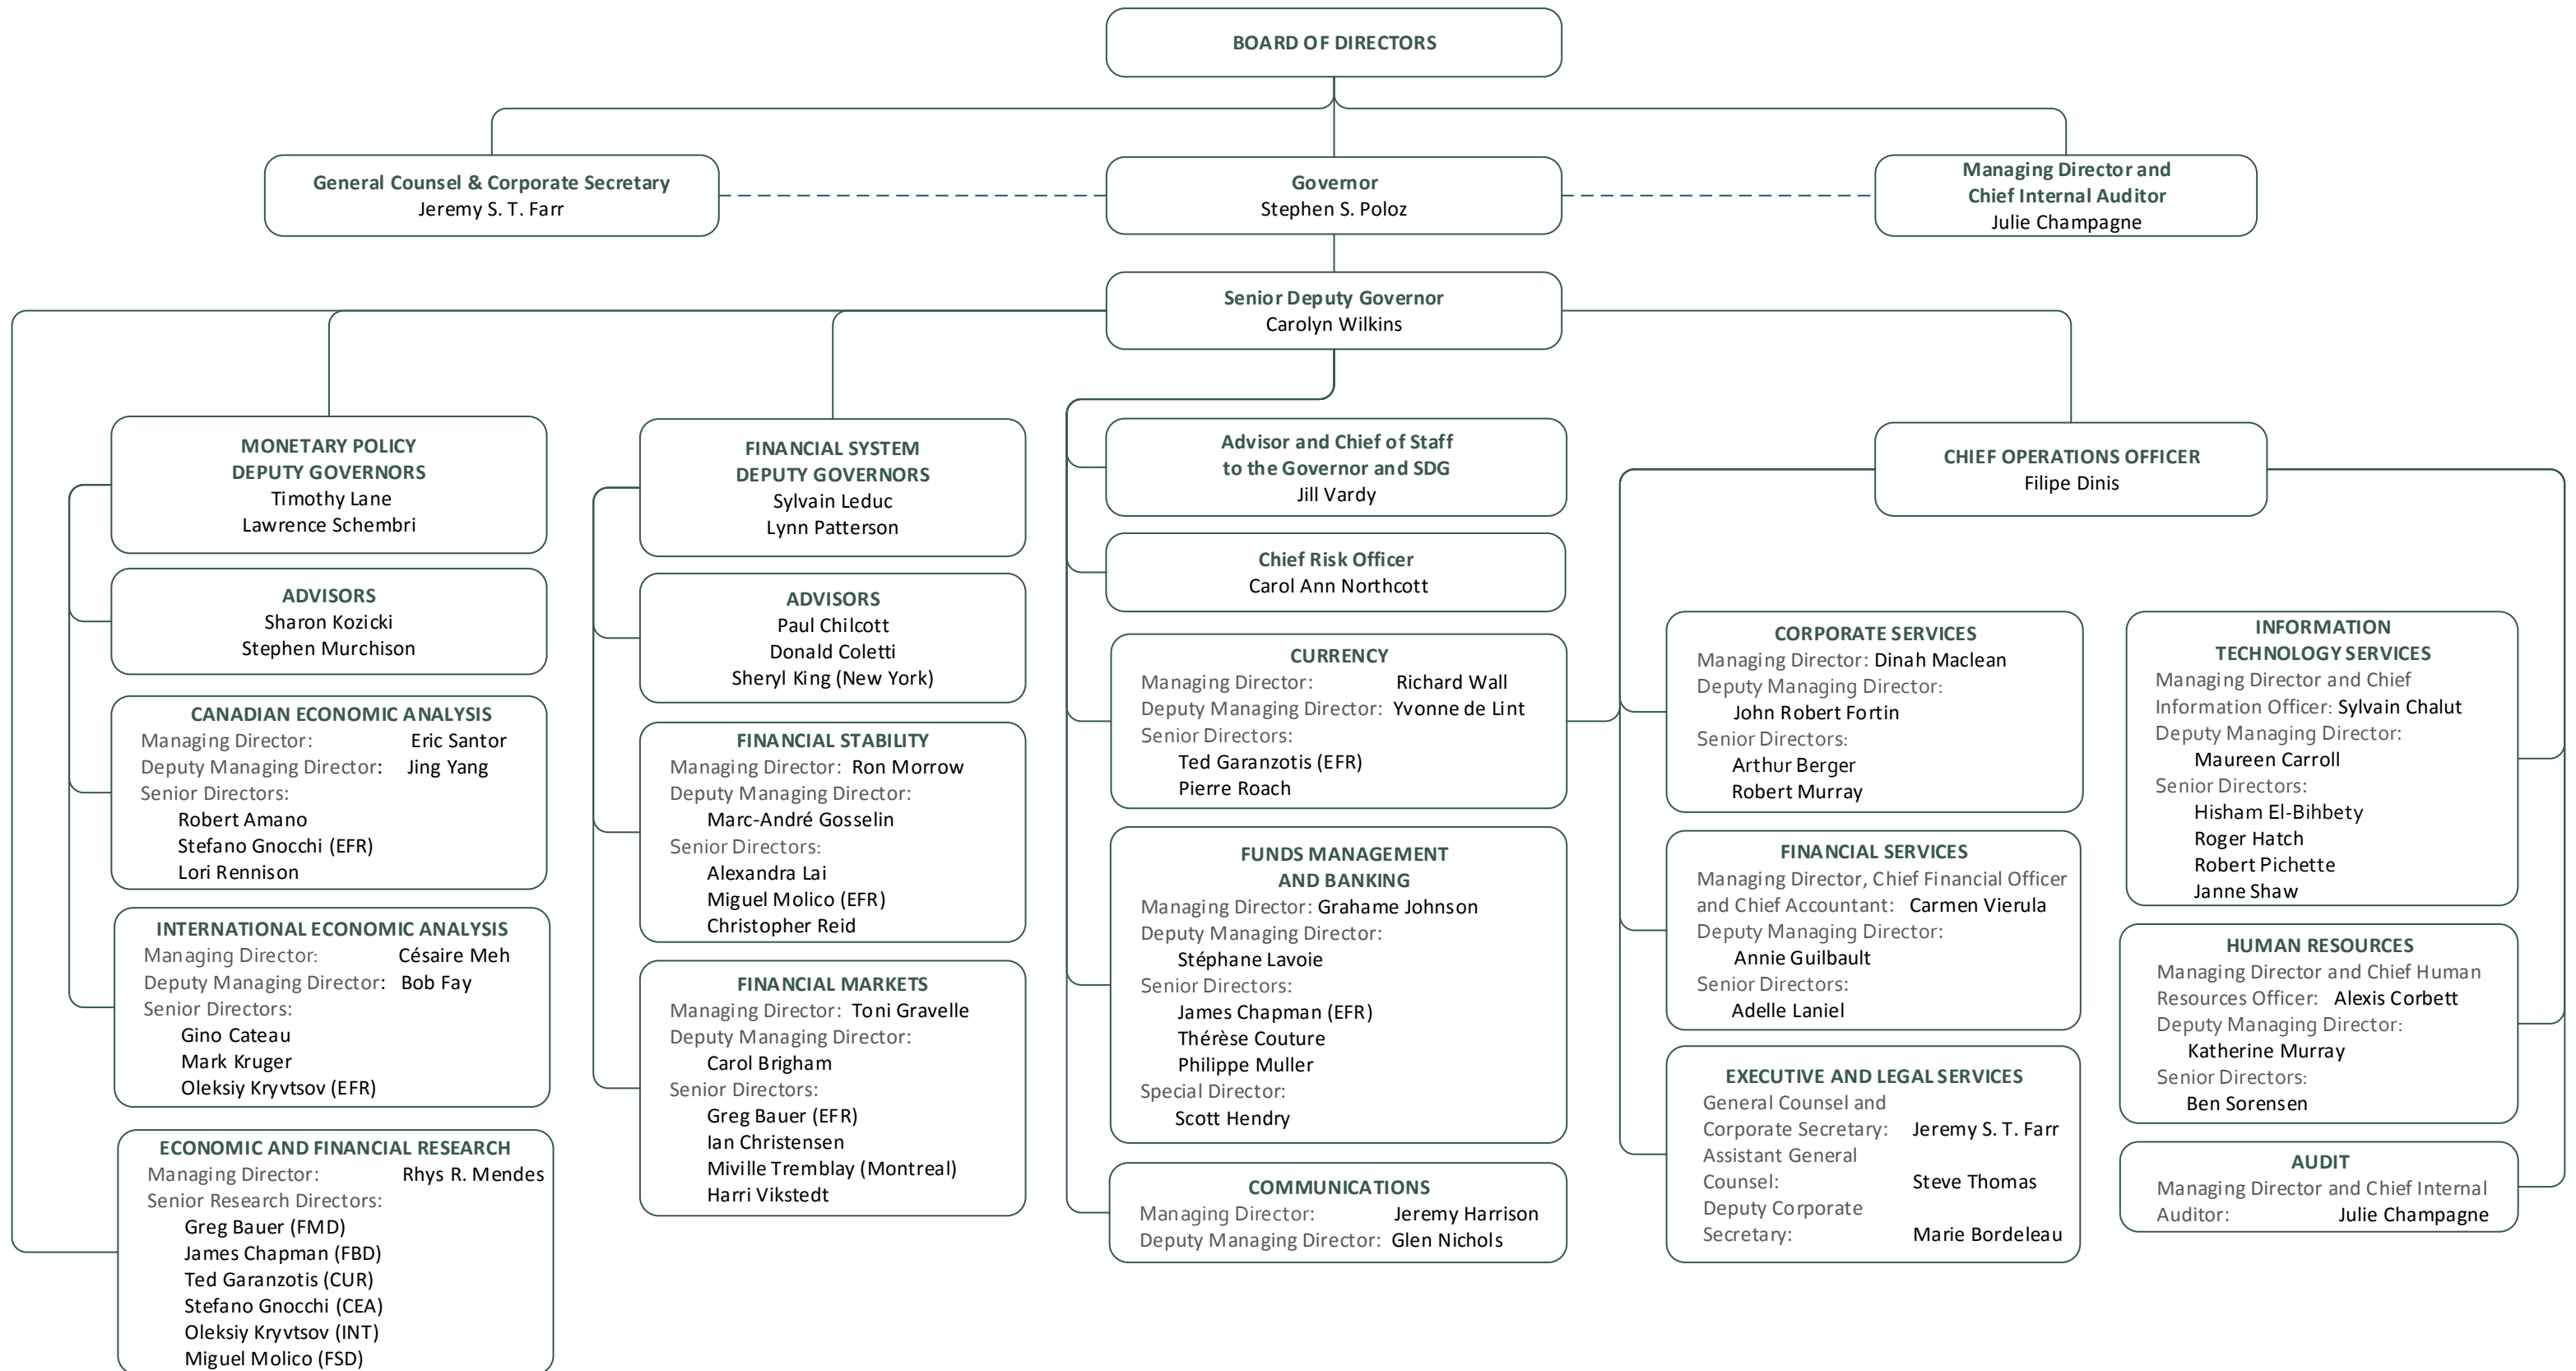 BOARD OF DIRECTORS
General Counsel & Corporate Secretary
Jeremy S. T. Farr
Governor
Stephen S. Poloz
Managing Director and
Chief Internal Auditor
Julie Champagne
Senior Deputy Governor
Carolyn Wilkins
MONETARY POLICY
DEPUTY GOVERNORS
Timothy Lane
Lawrence Schembri
ADVISORS
Sharon Kozicki
Stephen Murchison
CANADIAN ECONOMIC ANALYSIS
Managing Director: Eric Santor
Deputy Managing Director: Jing Yang
Senior Directors:
Robert Amano
Stefano Gnocchi (EFR)
Lori Rennison
INTERNATIONAL ECONOMIC ANALYSIS
Managing Director: Césaire Meh
Deputy Managing Director: Bob Fay
Senior Directors:
Gino Cateau
Mark Kruger
Oleksiy Kryvtsov (EFR)
ECONOMIC AND FINANCIAL RESEARCH
Managing Director: Rhys R. Mendes
Senior Research Directors:
Greg Bauer (FMD)
James Chapman (FBD)
Ted Garanzotis (CUR)
Stefano Gnocchi (CEA)
Oleksiy Kryvtsov (INT)
Miguel Molico (FSD)
FINANCIAL SYSTEM
DEPUTY GOVERNORS
Sylvain Leduc
Lynn Patterson
ADVISORS
Paul Chilcott
Donald Coletti
Sheryl King (New York)
FINANCIAL STABILITY
Managing Director: Ron Morrow
Deputy Managing Director:
Marc-André Gosselin
Senior Directors:
Alexandra Lai
Miguel Molico (EFR)
Christopher Reid
FINANCIAL MARKETS
Managing Director: Toni Gravelle
Deputy Managing Director:
Carol Brigham
Senior Directors:
Greg Bauer (EFR)
Ian Christensen
Miville Tremblay (Montreal)
Harri Vikstedt
Advisor and Chief of Staff
to the Governor and SDG
Jill Vardy
Chief Risk Officer
Carol Ann Northcott
CURRENCY
Managing Director: Richard Wall
Deputy Managing Director: Yvonne de Lint
Senior Directors:
Ted Garanzotis (EFR)
Pierre Roach
FUNDS MANAGEMENT
AND BANKING
Managing Director: Grahame Johnson
Deputy Managing Director:
Stéphane Lavoie
Senior Directors:
James Chapman (EFR)
Thérèse Couture
Philippe Muller
Special Director:
Scott Hendry
COMMUNICATIONS
Managing Director: Jeremy Harrison
Deputy Managing Director: Glen Nichols
CHIEF OPERATIONS OFFICER
Filipe Dinis
CORPORATE SERVICES
Managing Director: Dinah Maclean
Deputy Managing Director:
John Robert Fortin
Senior Directors:
Arthur Berger
Robert Murray
FINANCIAL SERVICES
Managing Director, Chief Financial Officer
and Chief Accountant: Carmen Vierula
Deputy Managing Director:
Annie Guilbault
Senior Directors:
Adelle Laniel
EXECUTIVE AND LEGAL SERVICES
General Counsel and
Corporate Secretary: Jeremy S. T. Farr
Assistant General
Counsel: Steve Thomas
Deputy Corporate
Secretary: Marie Bordeleau
INFORMATION
TECHNOLOGY SERVICES
Managing Director and Chief
Information Officer: Sylvain Chalut
Deputy Managing Director:
Maureen Carroll
Senior Directors:
Hisham El-Bihbety
Roger Hatch
Robert Pichette
Janne Shaw
HUMAN RESOURCES
Managing Director and Chief Human
Resources Officer: Alexis Corbett
Deputy Managing Director:
Katherine Murray
Senior Directors:
Ben Sorensen
AUDIT
Managing Director and Chief Internal
Auditor: Julie Champagne